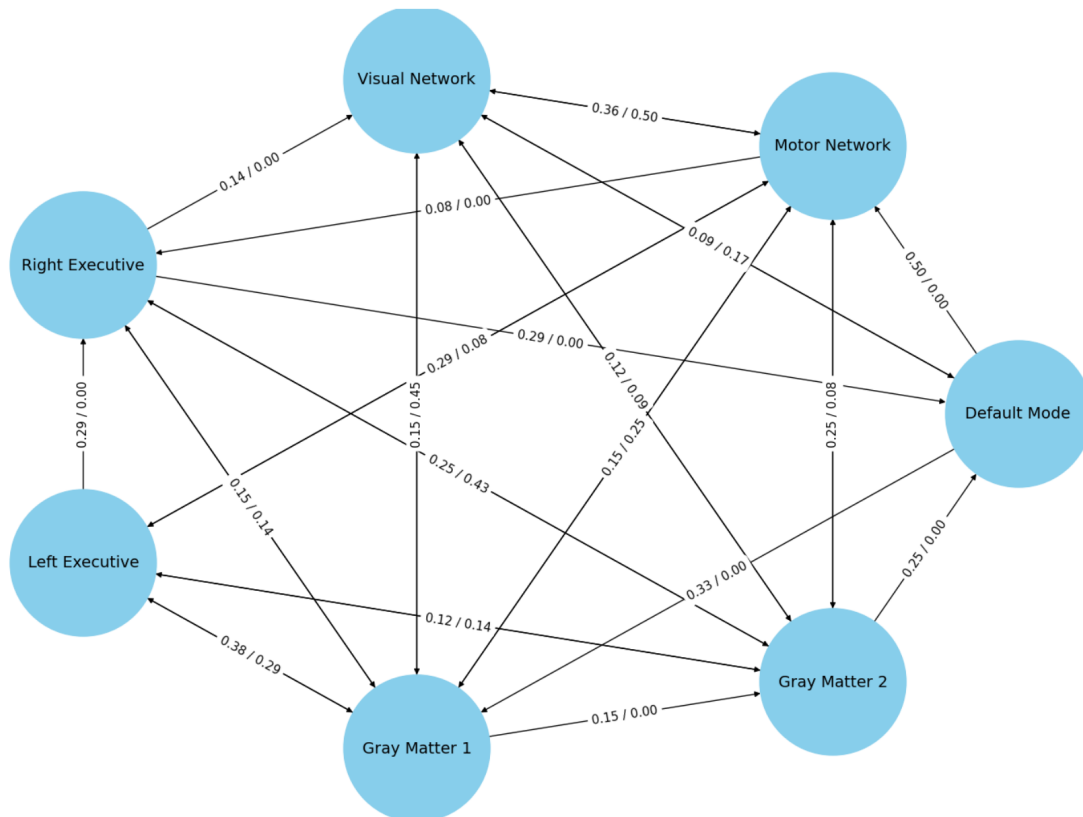 Visual Network
0.36 / 0.50
Motor Network
0.14 / 0.00
0.08 / 0.00
0.09 / 0.17
Right Executive
0.50 / 0.00
0.29 / 0.00
0.29 / 0.08
0.12 / 0.09
0.29 / 0.00
0.15 / 0.45
0.25 / 0.08
Default Mode
0.15 / 0.25
0.25 / 0.43
0.15 / 0.14
0.25 / 0.00
Left Executive
0.33 / 0.00
0.12 / 0.14
0.38 / 0.29
Gray Matter 2
0.15 / 0.00
Gray Matter 1